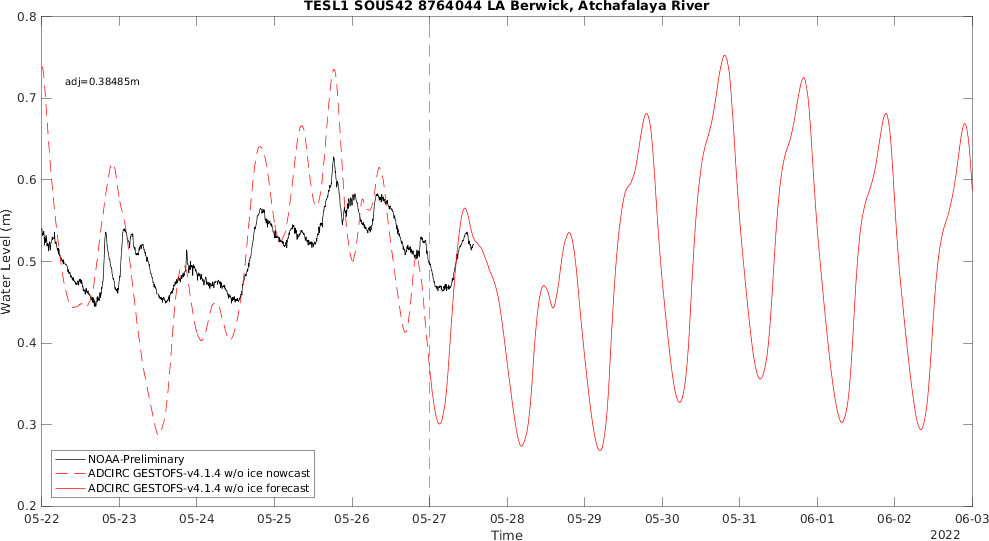 TESL1 SOUS42 8764044 LA Berwick, Atchafalaya River
adj=0.38485m
Water Level (m)
0.8
0.7
0.6
0.5
0.4
0.3
0.2
NOAA-Preliminary
ADCIRC GESTOFS-v4.1.4 w/o ice nowcast
ADCIRC GESTOFS-v4.1.4 w/o ice forecast
05-22 05-23 05-24 05-25 05-26 05-27 05-28 05-29 05-30 05-31 06-01 06-02 06-03
Time
2022